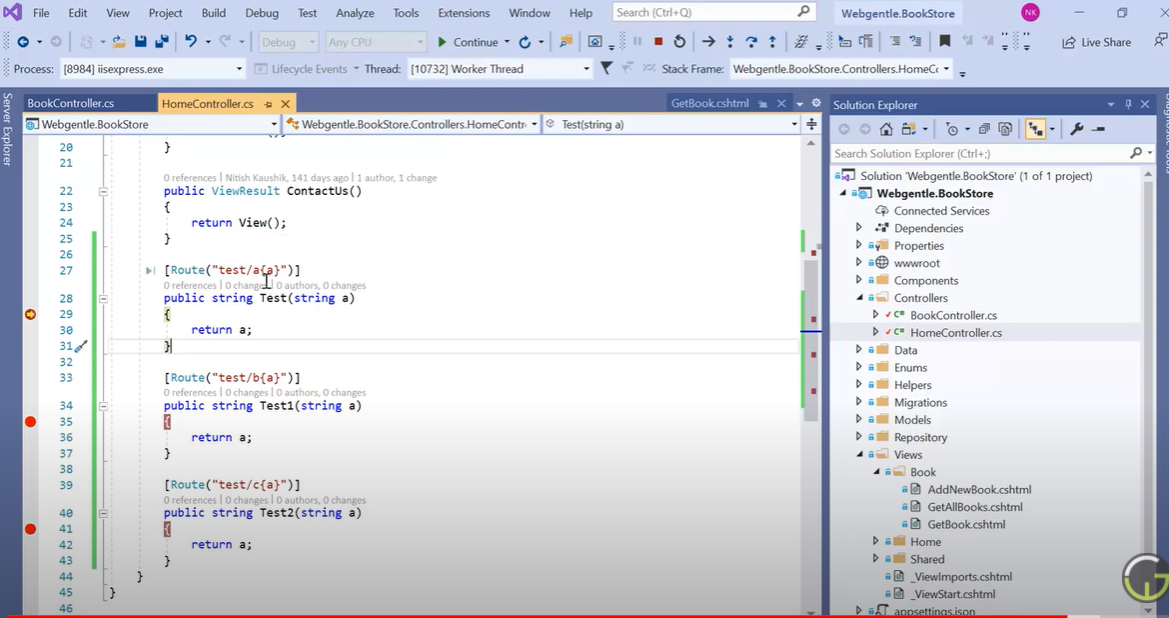 File Edit View Project Build Debug Test Analyze Tools Extensions Window Help Search (Ctrl+Q) Webgentle.BookStore NK
Debug Any CPU Continue Live Share
Process: [8984] iisexpress.exe Lifecycle Events Thread: [10732] Worker Thread Stack Frame: Webgentle.BookStore.Controllers.HomeCo
Server Explorer
BookController.cs HomeController.cs GetBook.cshtml
Webgentle.BookStore Webgentle.BookStore.Controllers.HomeContr Test(string a)
20 }
21
0 references | Nitish Kaushik, 141 days ago | 1 author, 1 change
22 public ViewResult ContactUs()
23 {
24 return View();
25 }
26
27 [Route("test/a{a}")]
0 references | 0 changes | 0 authors, 0 changes
28 public string Test(string a)
29 {
30 return a;
31 }
32
33 [Route("test/b{a}")]
0 references | 0 changes | 0 authors, 0 changes
34 public string Test1(string a)
35 {
36 return a;
37 }
38
39 [Route("test/c{a}")]
0 references | 0 changes | 0 authors, 0 changes
40 public string Test2(string a)
41 {
42 return a;
43 }
44 }
45 }
46
Solution Explorer
Search Solution Explorer (Ctrl+;)
Solution 'Webgentle.BookStore' (1 of 1 project)
Webgentle.BookStore
Connected Services
Dependencies
Properties
wwwroot
Components
Controllers
BookController.cs
HomeController.cs
Data
Enums
Helpers
Migrations
Models
Repository
Views
Book
AddNewBook.cshtml
GetAllBooks.cshtml
GetBook.cshtml
Home
Shared
_ViewImports.cshtml
_ViewStart.cshtml
appsettings.json